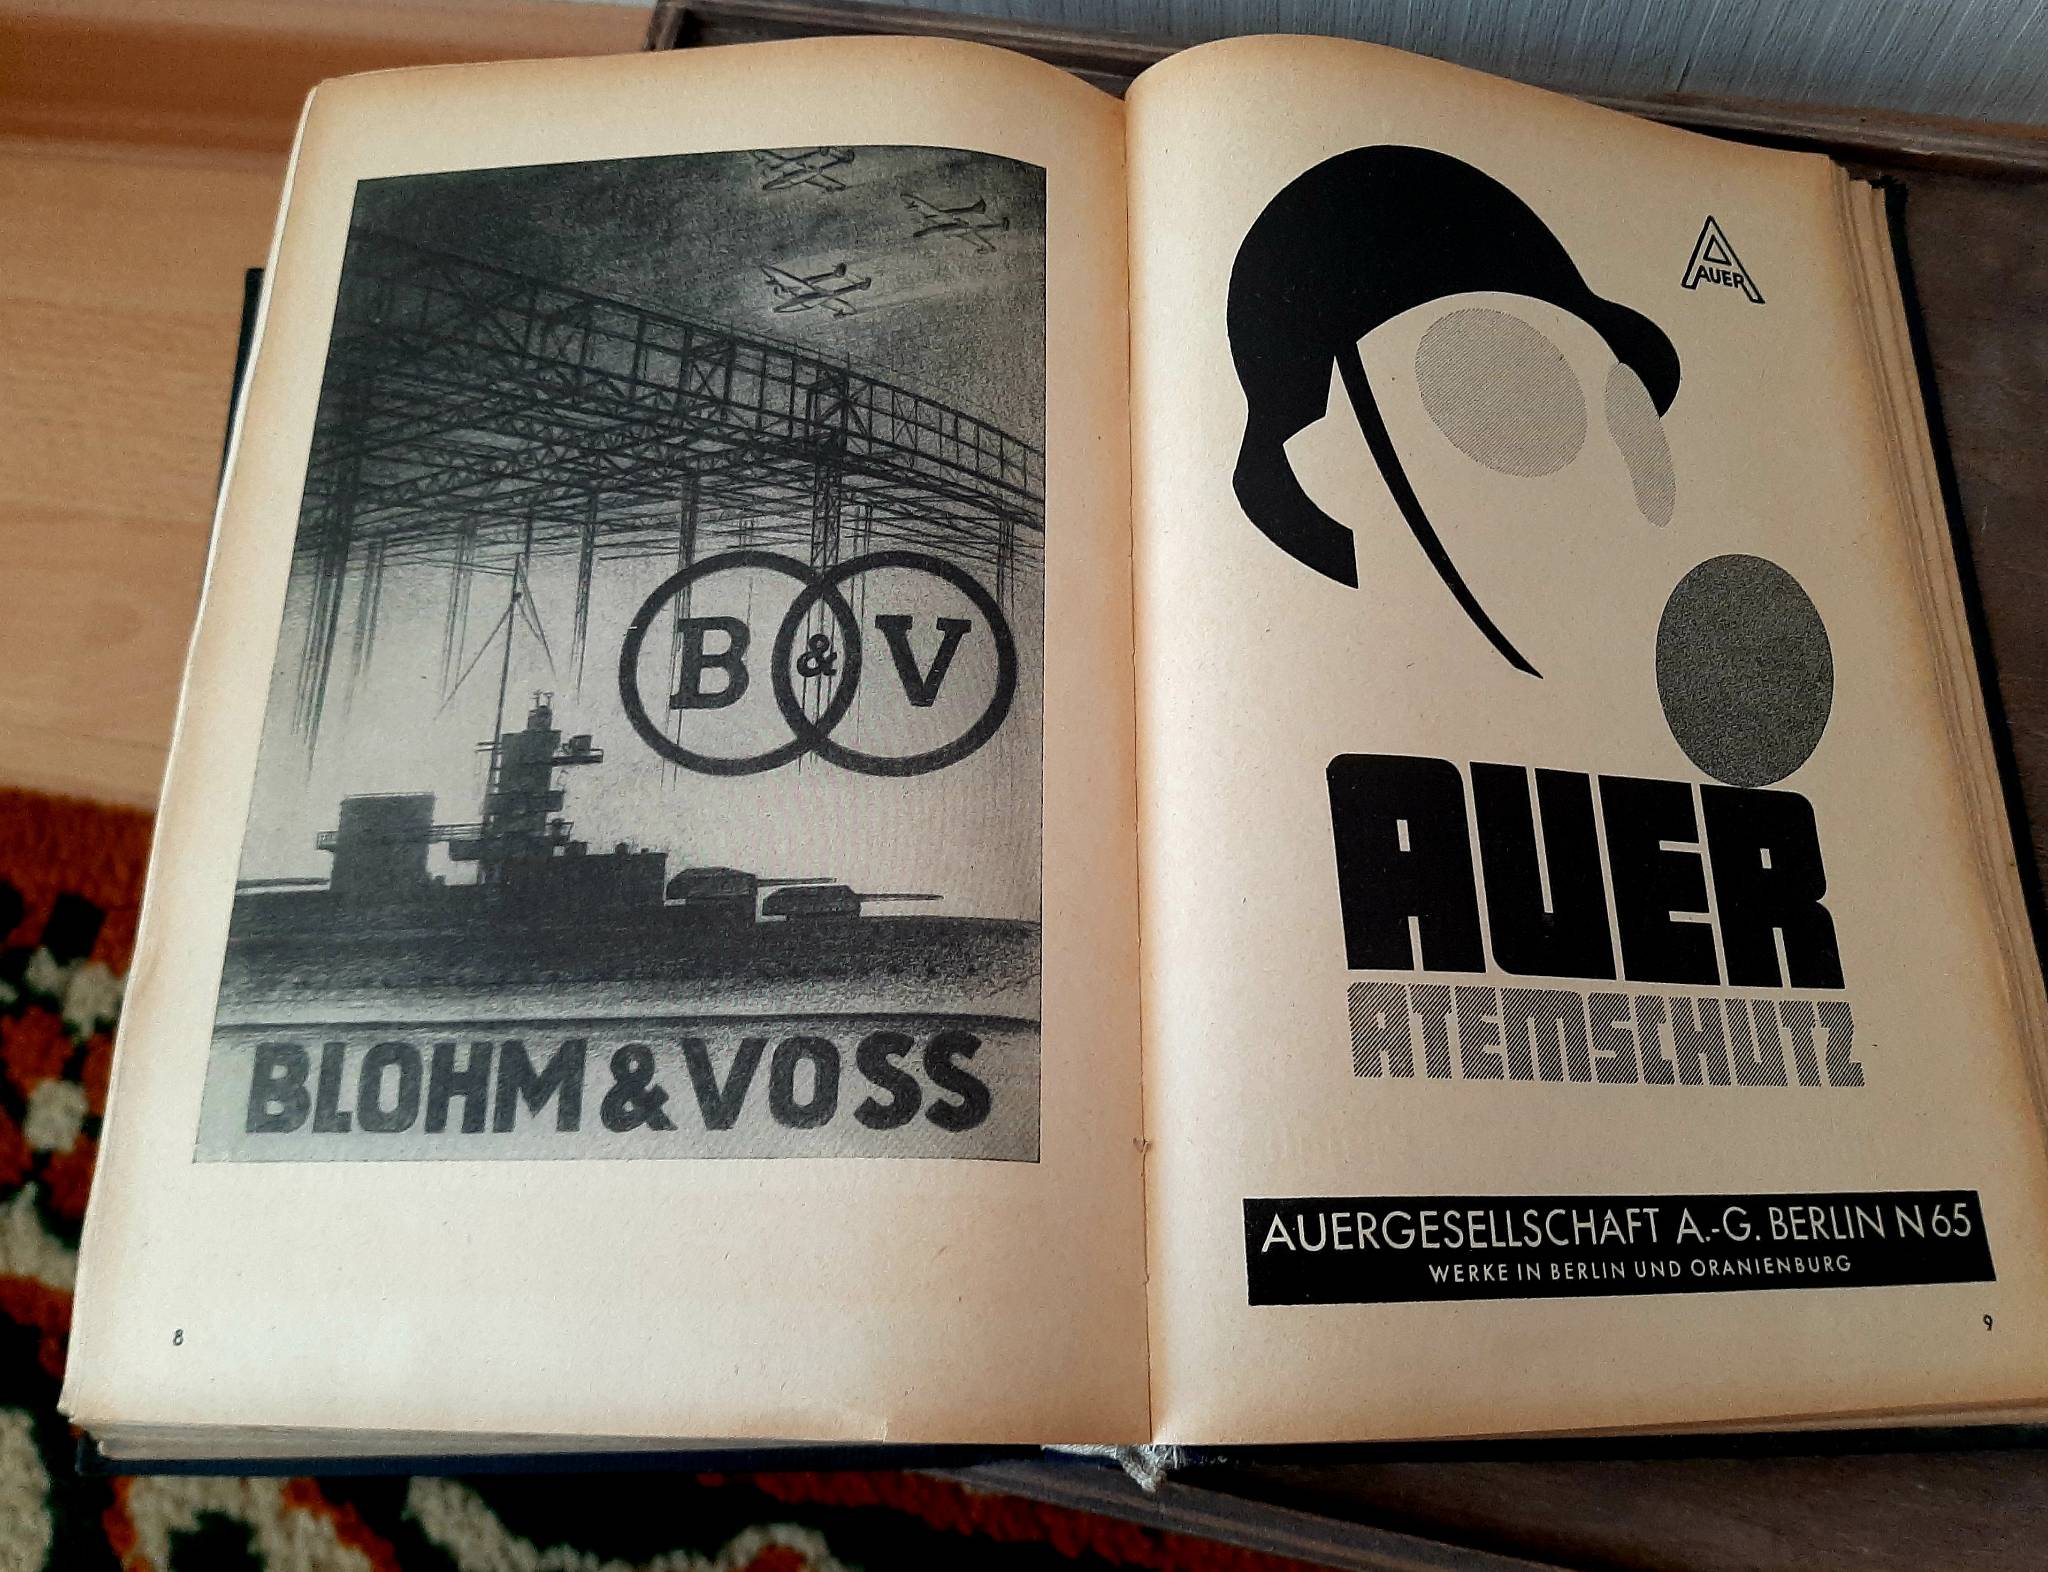 B & V
BLOHM & VOSS
8
AUER
AUER
ATEMSCHUTZ
AUERGESELLSCHAFT A.-G. BERLIN N 65
WERKE IN BERLIN UND ORANIENBURG
9